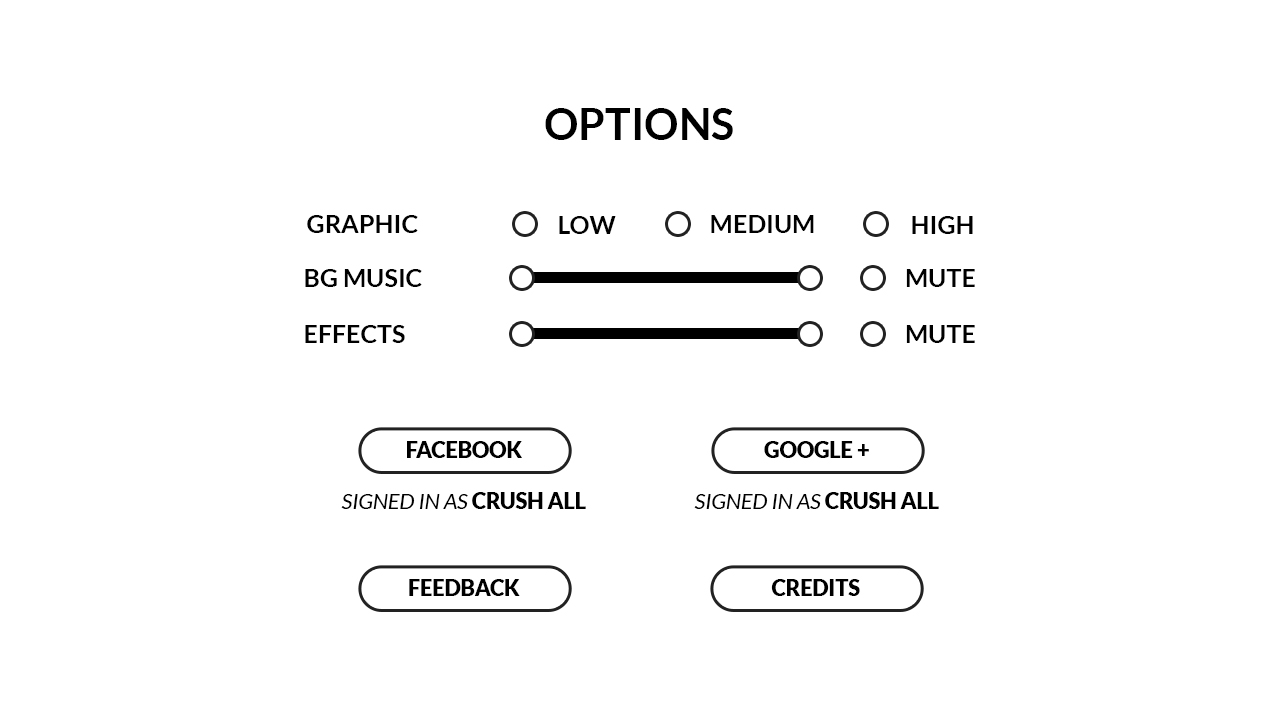 OPTIONS
GRAPHIC LOW MEDIUM HIGH
BG MUSIC MUTE
EFFECTS MUTE
FACEBOOK GOOGLE +
SIGNED IN AS CRUSH ALL SIGNED IN AS CRUSH ALL
FEEDBACK CREDITS